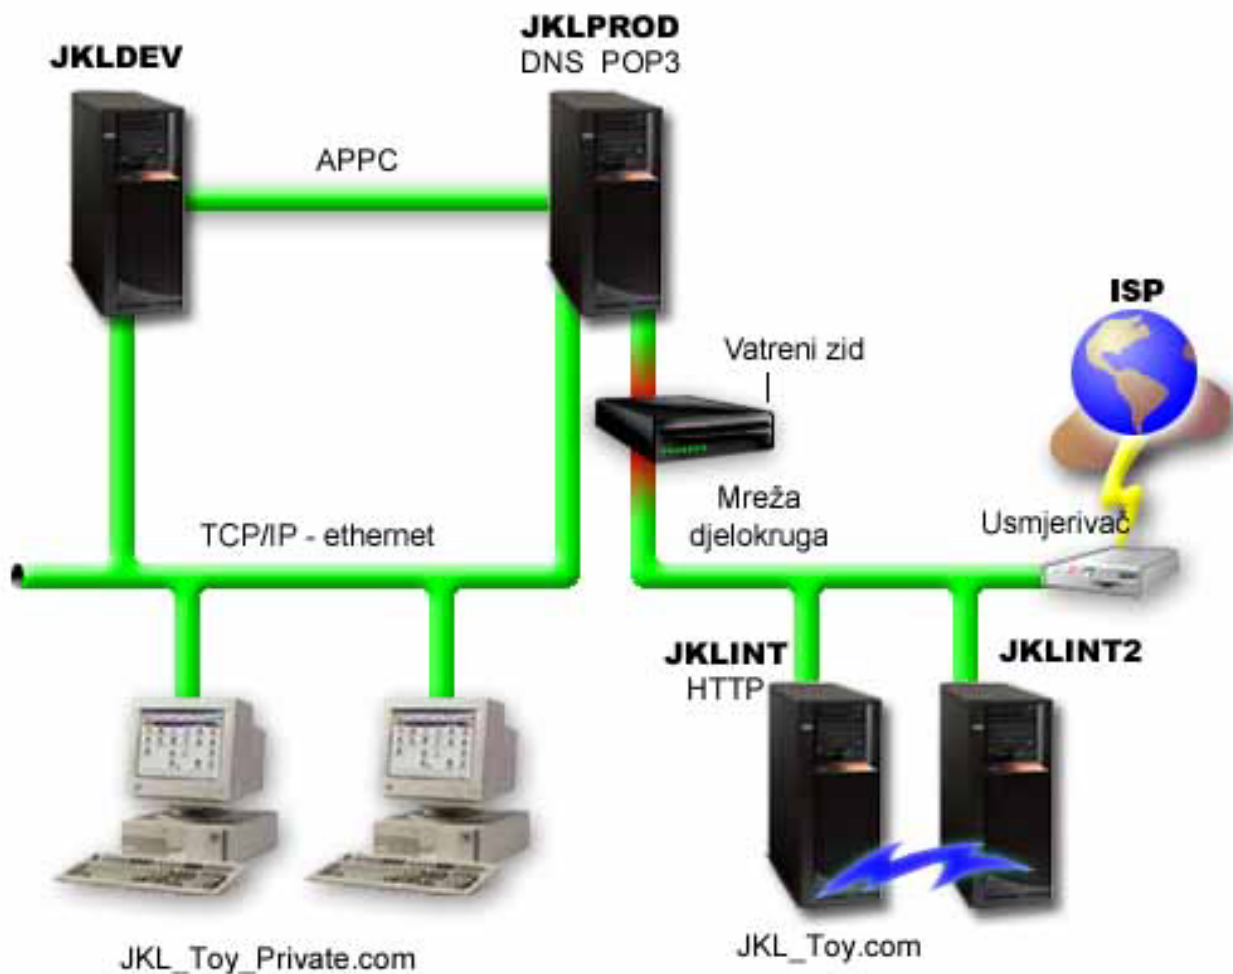 JKLPROD
DNS POP3
JKLDEV
APPC
ISP
Vatreni zid
Mreža
djelokruga
Usmjerivač
TCP/IP - ethernet
JKLINT
HTTP
JKLINT2
JKL_Toy_Private.com
JKL_Toy.com